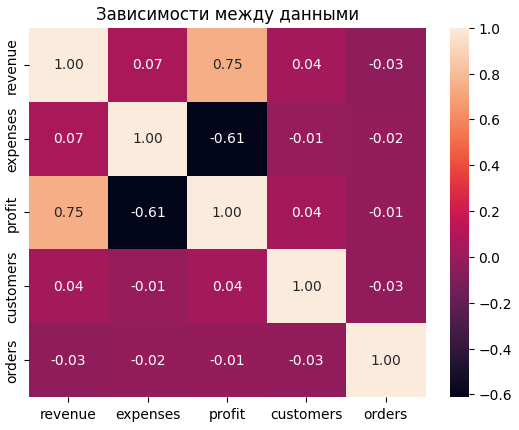 Зависимости между данными
revenue 1.00 0.07 0.75 0.04 -0.03
expenses 0.07 1.00 -0.61 -0.01 -0.02
profit 0.75 -0.61 1.00 0.04 -0.01
customers 0.04 -0.01 0.04 1.00 -0.03
orders -0.03 -0.02 -0.01 -0.03 1.00
revenue expenses profit customers orders
1.0
0.8
0.6
0.4
0.2
0.0
−0.2
−0.4
−0.6